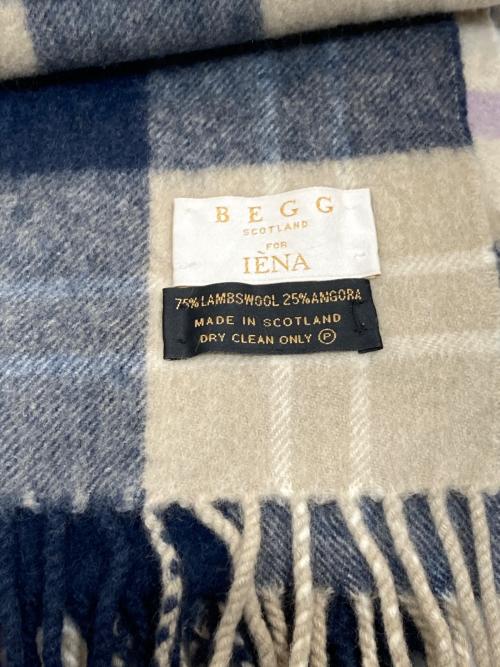 BEGG
SCOTLAND
FOR
IÈNA
75% LAMBSWOOL 25% ANGORA
MADE IN SCOTLAND
DRY CLEAN ONLY Ⓟ